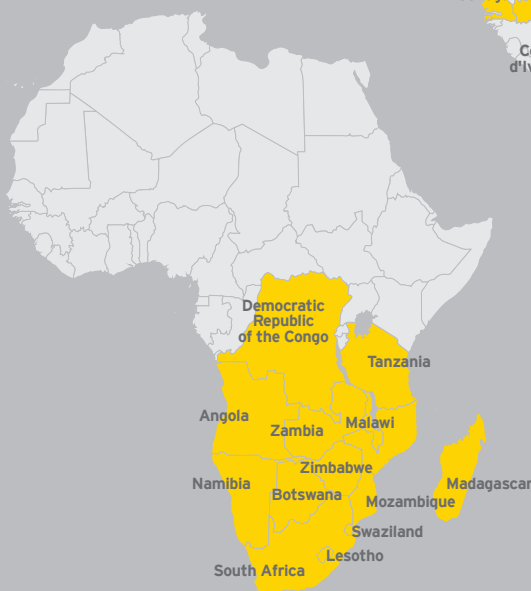 Democratic
Republic
of the Congo
Tanzania
Angola
Malawi
Zambia
Zimbabwe
Namibia
Botswana
Madagascar
Mozambique
Swaziland
Lesotho
South Africa